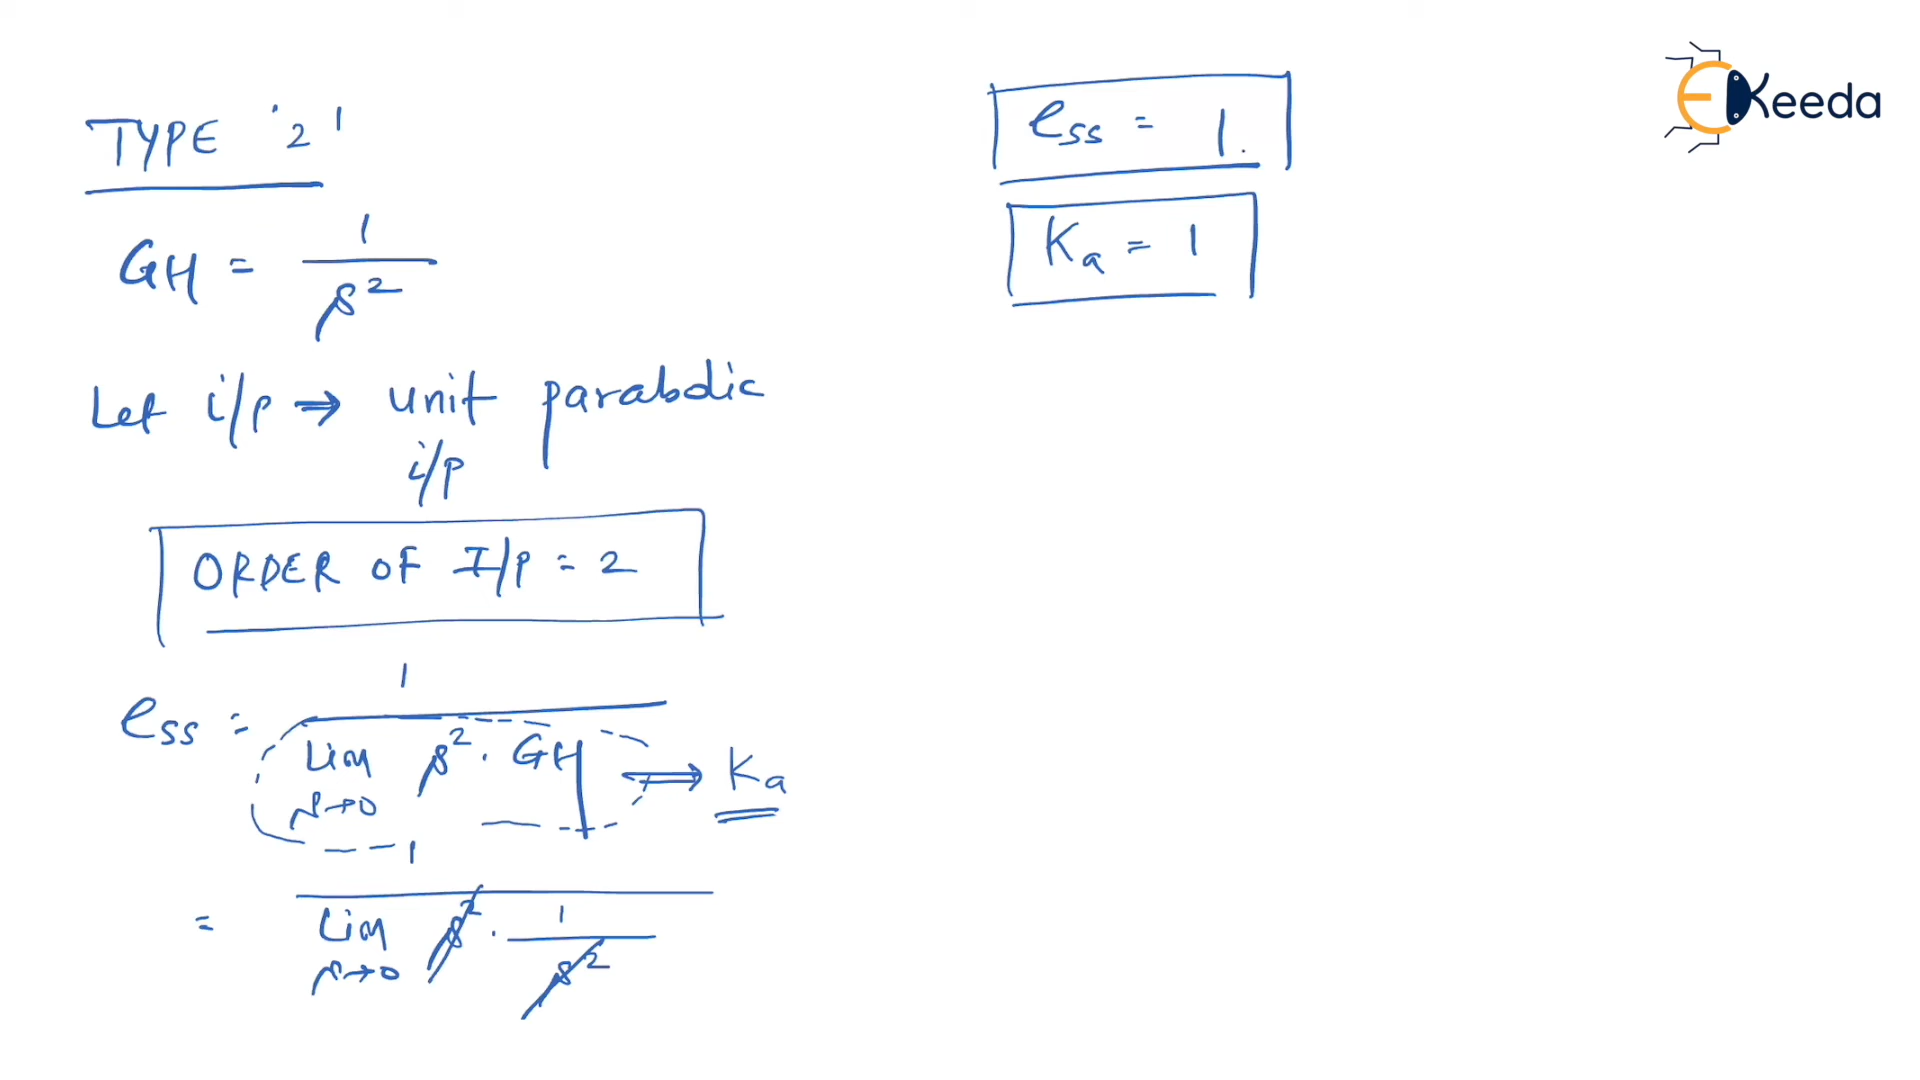 TYPE '2'
GH = 1 / s²
Let i/p → unit parabolic
i/p
ORDER OF I/P = 2
ess = 1 / Lim s→0 s² . GH ⟹ Ka
= 1 / Lim s→0 s² . 1 / s²
ess = 1.
Ka = 1
EKeeda